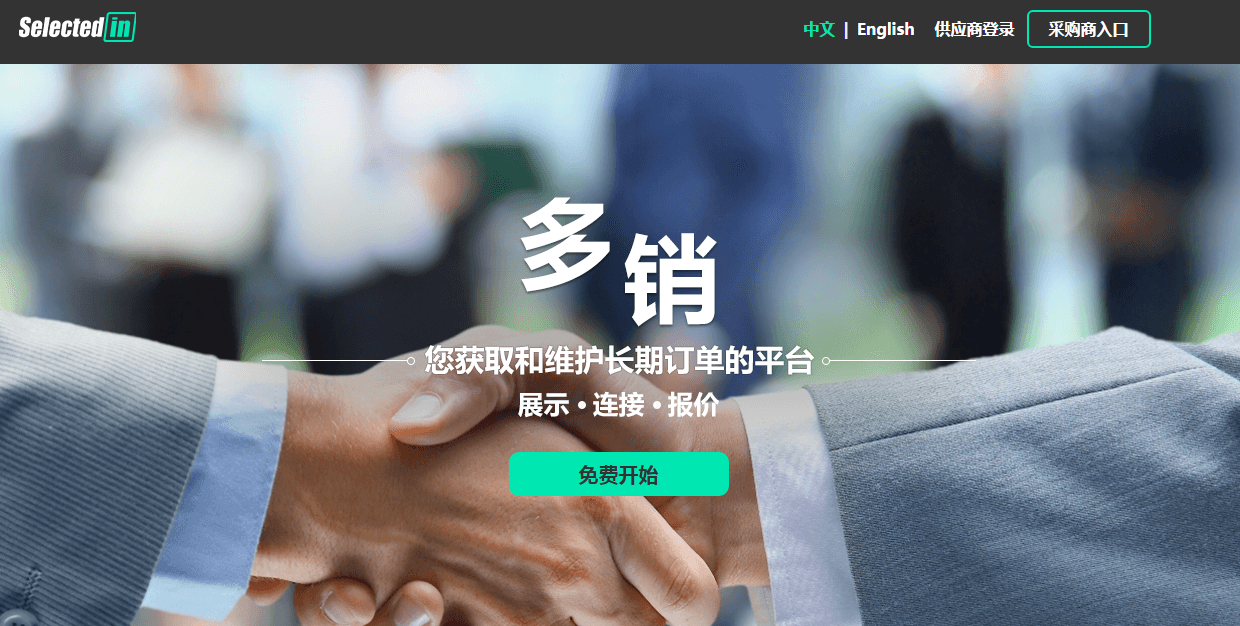 Selected in
中文 | English 供应商登录 采购商入口
多销
您获取和维护长期订单的平台
展示 • 连接 • 报价
免费开始